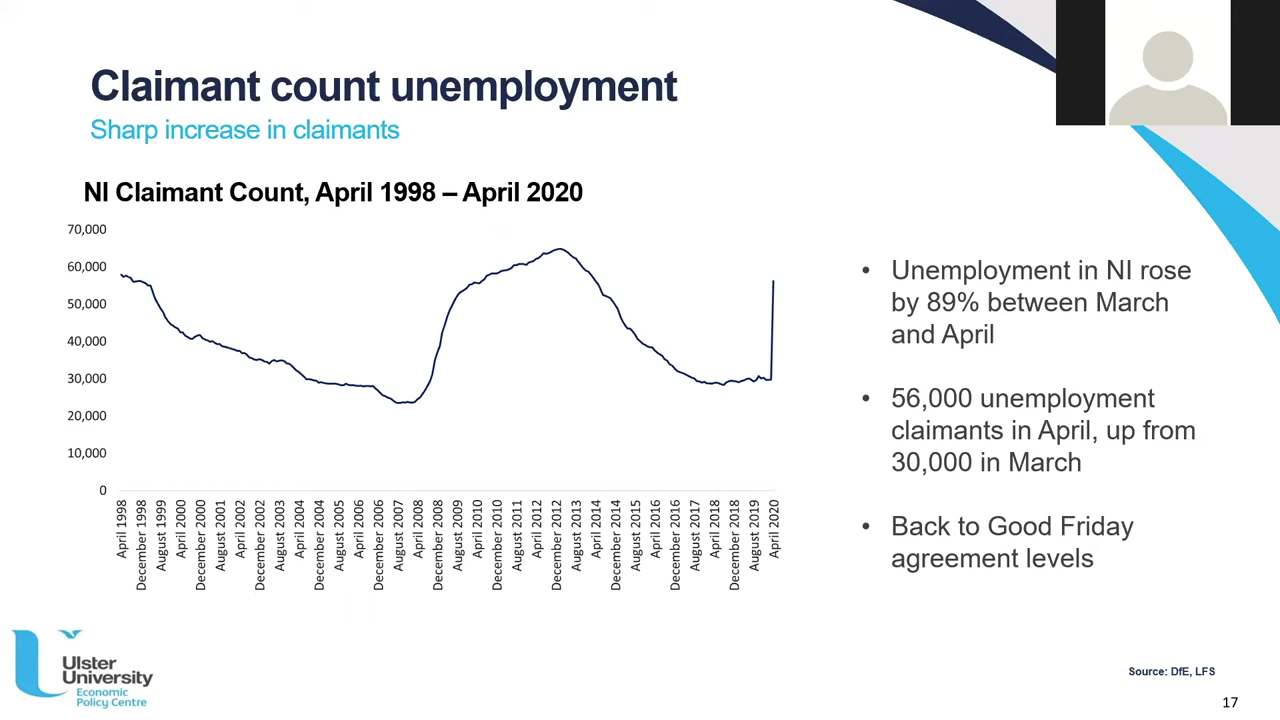 Claimant count unemployment
Sharp increase in claimants
NI Claimant Count, April 1998 – April 2020
70,000
60,000
50,000
40,000
30,000
20,000
10,000
0
April 1998
December 1998
August 1999
April 2000
December 2000
August 2001
April 2002
December 2002
August 2003
April 2004
December 2004
August 2005
April 2006
December 2006
August 2007
April 2008
December 2008
August 2009
April 2010
December 2010
August 2011
April 2012
December 2012
August 2013
April 2014
December 2014
August 2015
April 2016
December 2016
August 2017
April 2018
December 2018
August 2019
April 2020
• Unemployment in NI rose
by 89% between March
and April
• 56,000 unemployment
claimants in April, up from
30,000 in March
• Back to Good Friday
agreement levels
Ulster
University
Economic
Policy Centre
Source: DfE, LFS
17